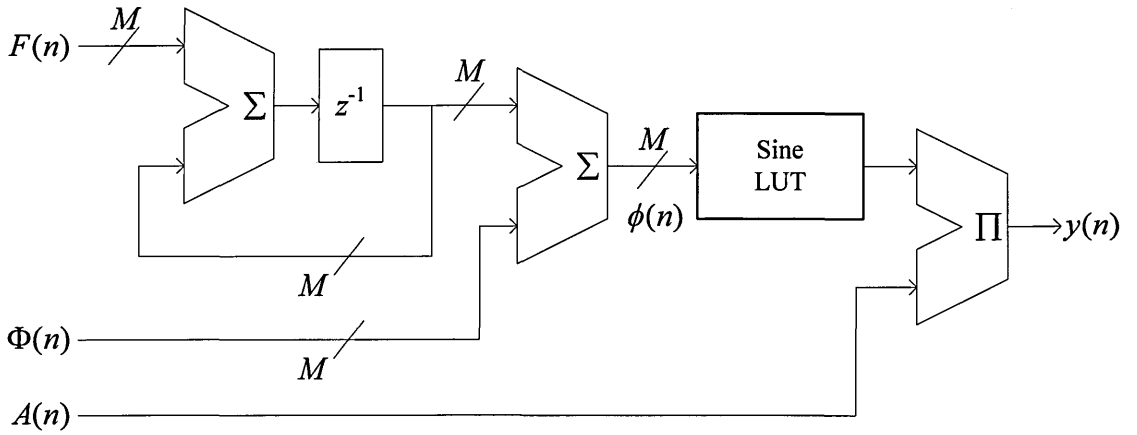 M
F(n)
Σ
z⁻¹
M
Σ
M
ϕ(n)
Sine
LUT
∏
y(n)
M
Φ(n)
M
A(n)